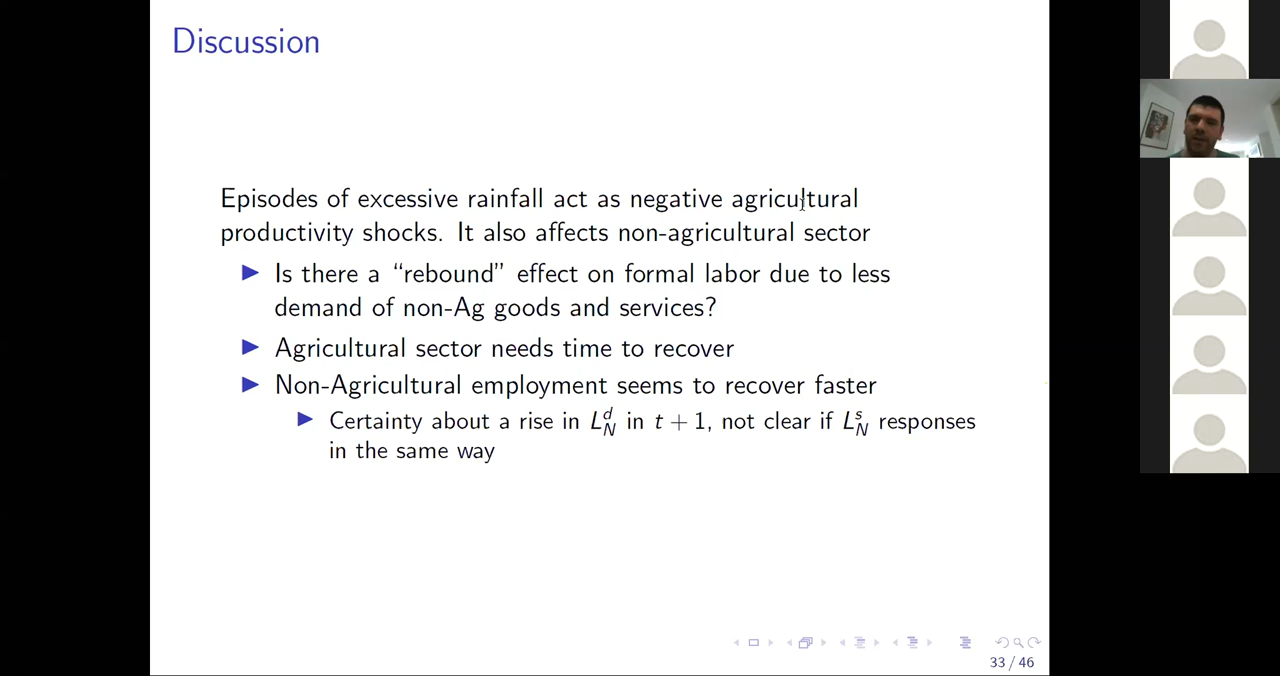 Discussion
Episodes of excessive rainfall act as negative agricultural
productivity shocks. It also affects non-agricultural sector
▶ Is there a “rebound” effect on formal labor due to less
demand of non-Ag goods and services?
▶ Agricultural sector needs time to recover
▶ Non-Agricultural employment seems to recover faster
▶ Certainty about a rise in L_N^d in t + 1, not clear if L_N^s responses
in the same way
33 / 46